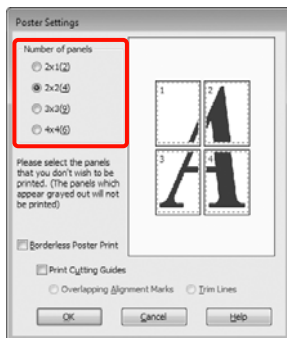 Poster Settings
Number of panels
2x1(2)
2x2(4)
3x3(9)
4x4(6)
1 2
3 4
Please select the panels
that you don't wish to be
printed. (The panels which
appear grayed out will not
be printed)
Borderless Poster Print
Print Cutting Guides
Overlapping Alignment Marks Trim Lines
OK Cancel Help